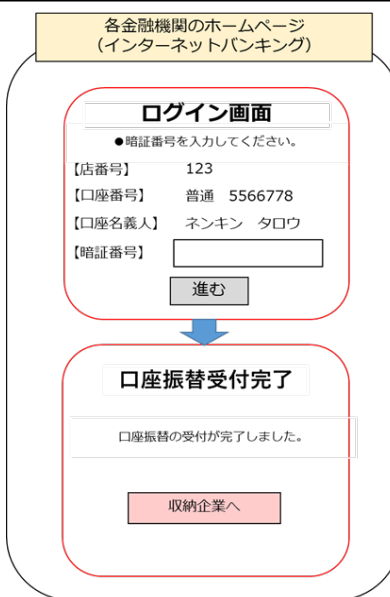 各金融機関のホームページ
（インターネットバンキング）
ログイン画面
●暗証番号を入力してください。
【店番号】 123
【口座番号】 普通 5566778
【口座名義人】 ネンキン タロウ
【暗証番号】
進む
口座振替受付完了
口座振替の受付が完了しました。
収納企業へ